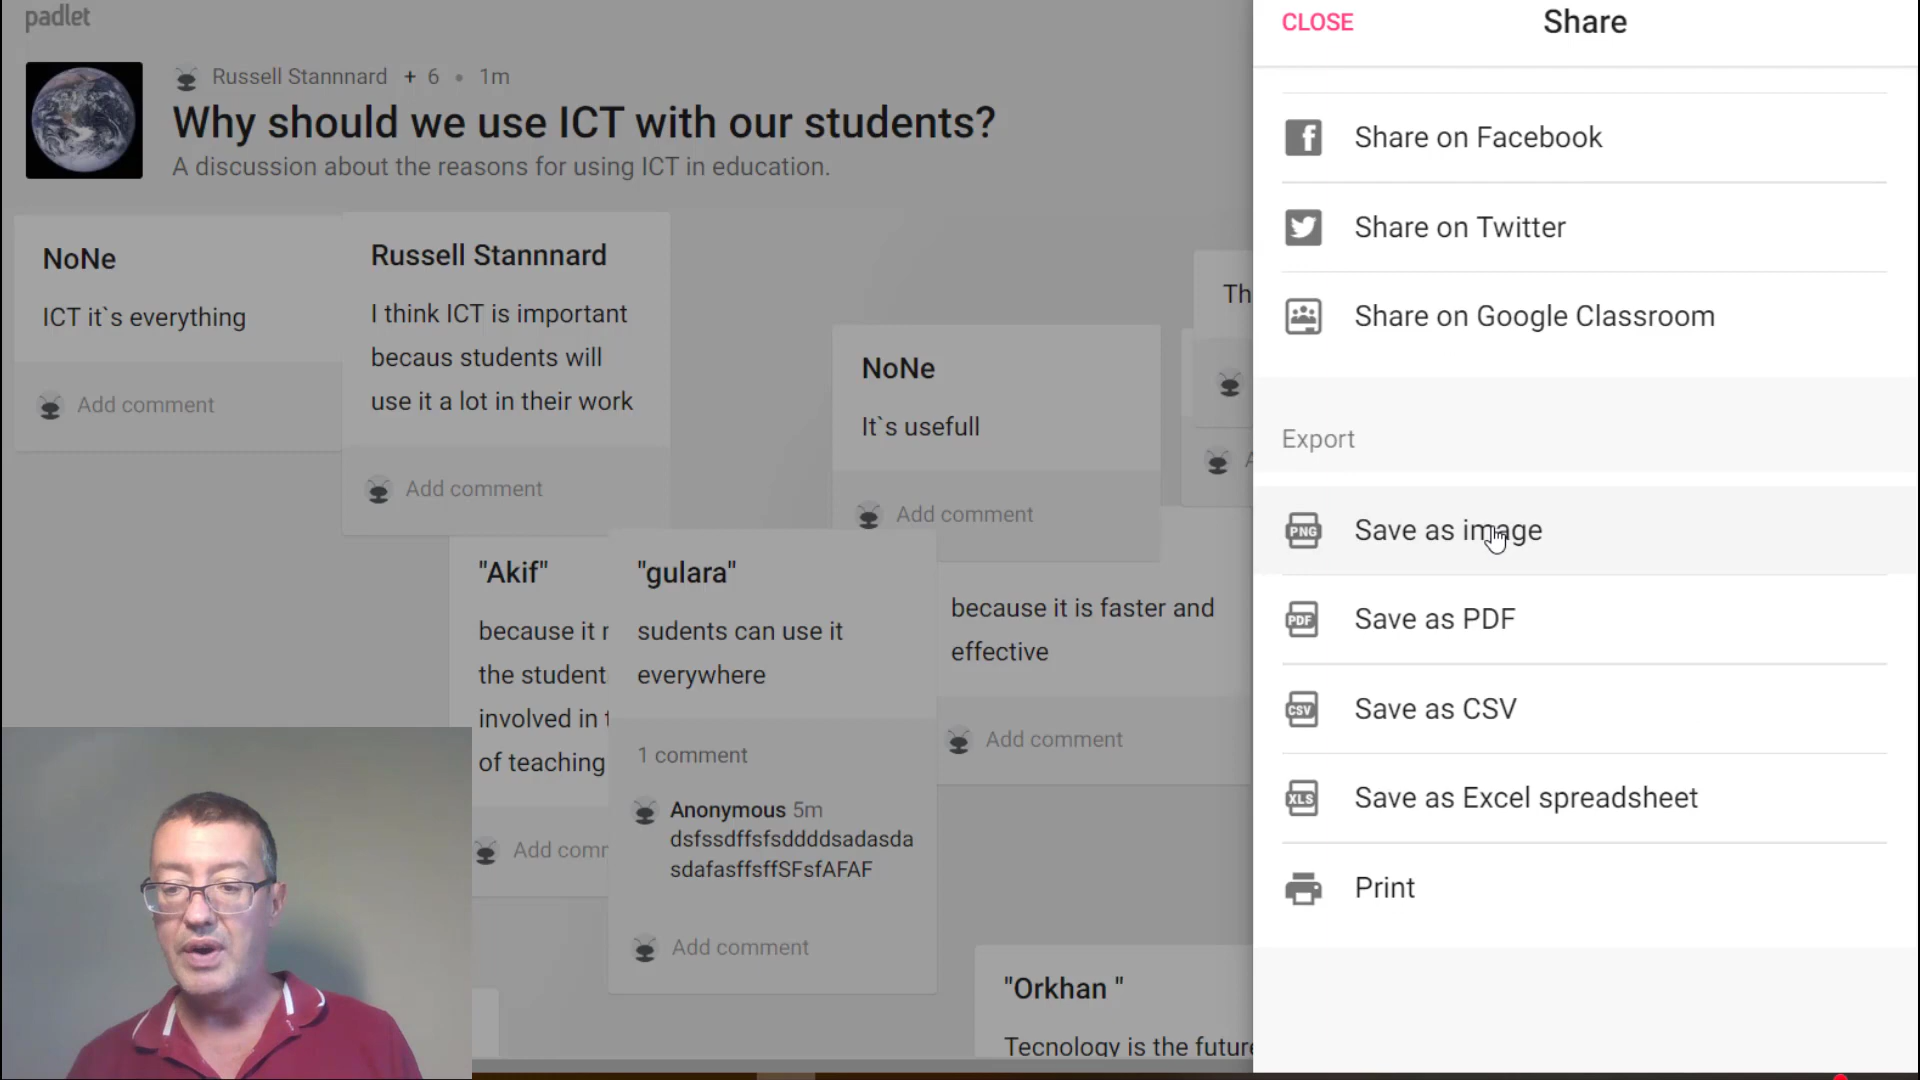 padlet
Russell Stannnard + 6 • 1m
Why should we use ICT with our students?
A discussion about the reasons for using ICT in education.
NoNe
ICT it`s everything
Add comment
Russell Stannnard
I think ICT is important
becaus students will
use it a lot in their work
Add comment
NoNe
It`s usefull
Add comment
Th
A
"Akif"
because it r
the student
involved in t
of teaching
Add comr
"gulara"
sudents can use it
everywhere
1 comment
Anonymous 5m
dsfssdffsfsddddsadasda
sdafasffsffSFsfAFAF
Add comment
because it is faster and
effective
Add comment
"Orkhan "
Tecnology is the future
CLOSE
Share
Share on Facebook
Share on Twitter
Share on Google Classroom
Export
PNG Save as image
PDF Save as PDF
CSV Save as CSV
XLS Save as Excel spreadsheet
Print